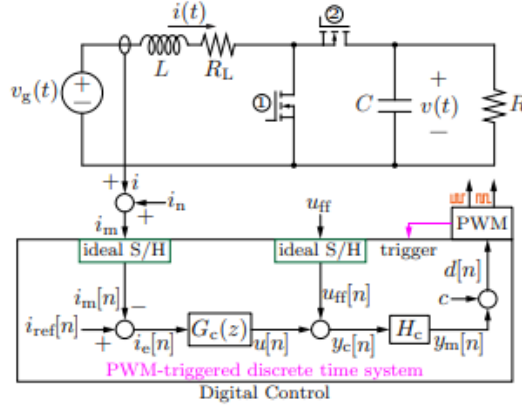 i(t)
②
L
R_L
v_g(t)
+
−
①
C
+
v(t)
−
R
+
i
+
i_n
i_m
u_ff
PWM
ideal S/H
ideal S/H
trigger
i_m[n]
−
u_ff[n]
d[n]
c
i_ref[n]
+
i_e[n]
G_c(z)
u[n]
y_c[n]
H_c
y_m[n]
PWM-triggered discrete time system
Digital Control